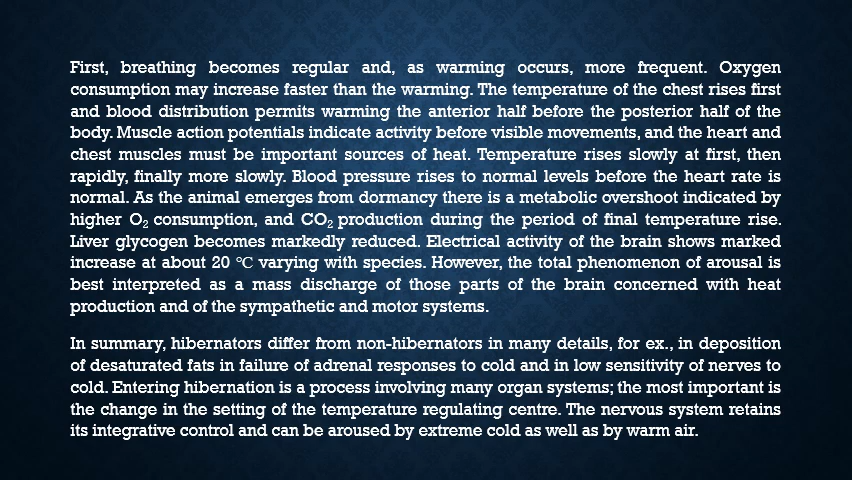 First, breathing becomes regular and, as warming occurs, more frequent. Oxygen
consumption may increase faster than the warming. The temperature of the chest rises first
and blood distribution permits warming the anterior half before the posterior half of the
body. Muscle action potentials indicate activity before visible movements, and the heart and
chest muscles must be important sources of heat. Temperature rises slowly at first, then
rapidly, finally more slowly. Blood pressure rises to normal levels before the heart rate is
normal. As the animal emerges from dormancy there is a metabolic overshoot indicated by
higher O₂ consumption, and CO₂ production during the period of final temperature rise.
Liver glycogen becomes markedly reduced. Electrical activity of the brain shows marked
increase at about 20 ℃ varying with species. However, the total phenomenon of arousal is
best interpreted as a mass discharge of those parts of the brain concerned with heat
production and of the sympathetic and motor systems.
In summary, hibernators differ from non-hibernators in many details, for ex., in deposition
of desaturated fats in failure of adrenal responses to cold and in low sensitivity of nerves to
cold. Entering hibernation is a process involving many organ systems; the most important is
the change in the setting of the temperature regulating centre. The nervous system retains
its integrative control and can be aroused by extreme cold as well as by warm air.